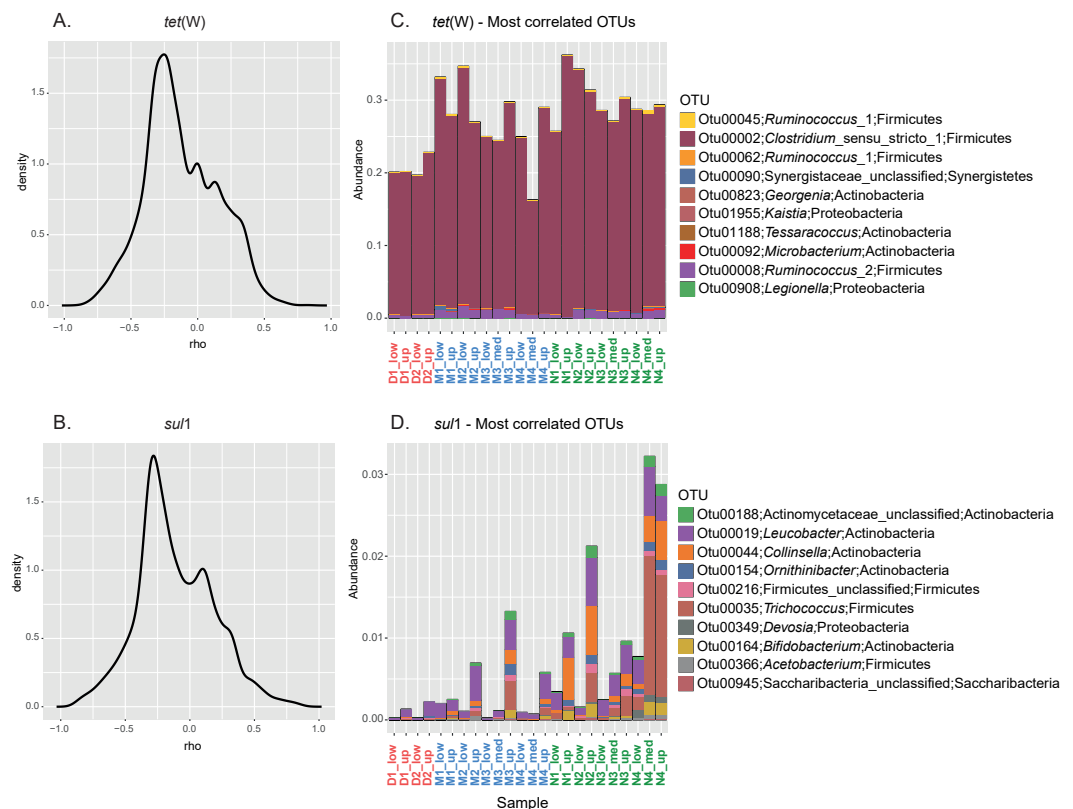 A. tet(W)
1.5
1.0
0.5
0.0
density
−1.0 −0.5 0.0 0.5 1.0
rho
C. tet(W) - Most correlated OTUs
0.3
0.2
0.1
0.0
Abundance
D1_low
D1_up
D2_low
D2_up
M1_low
M1_up
M2_low
M2_up
M3_low
M3_med
M3_up
M4_low
M4_med
M4_up
N1_low
N1_up
N2_low
N2_up
N3_low
N3_med
N3_up
N4_low
N4_med
N4_up
OTU
Otu00045;Ruminococcus_1;Firmicutes
Otu00002;Clostridium_sensu_stricto_1;Firmicutes
Otu00062;Ruminococcus_1;Firmicutes
Otu00090;Synergistaceae_unclassified;Synergistetes
Otu00823;Georgenia;Actinobacteria
Otu01955;Kaistia;Proteobacteria
Otu01188;Tessaracoccus;Actinobacteria
Otu00092;Microbacterium;Actinobacteria
Otu00008;Ruminococcus_2;Firmicutes
Otu00908;Legionella;Proteobacteria
B. sul1
1.5
1.0
0.5
0.0
density
−1.0 −0.5 0.0 0.5 1.0
rho
D. sul1 - Most correlated OTUs
0.03
0.02
0.01
0.00
Abundance
D1_low
D1_up
D2_low
D2_up
M1_low
M1_up
M2_low
M2_up
M3_low
M3_med
M3_up
M4_low
M4_med
M4_up
N1_low
N1_up
N2_low
N2_up
N3_low
N3_med
N3_up
N4_low
N4_med
N4_up
Sample
OTU
Otu00188;Actinomycetaceae_unclassified;Actinobacteria
Otu00019;Leucobacter;Actinobacteria
Otu00044;Collinsella;Actinobacteria
Otu00154;Ornithinibacter;Actinobacteria
Otu00216;Firmicutes_unclassified;Firmicutes
Otu00035;Trichococcus;Firmicutes
Otu00349;Devosia;Proteobacteria
Otu00164;Bifidobacterium;Actinobacteria
Otu00366;Acetobacterium;Firmicutes
Otu00945;Saccharibacteria_unclassified;Saccharibacteria